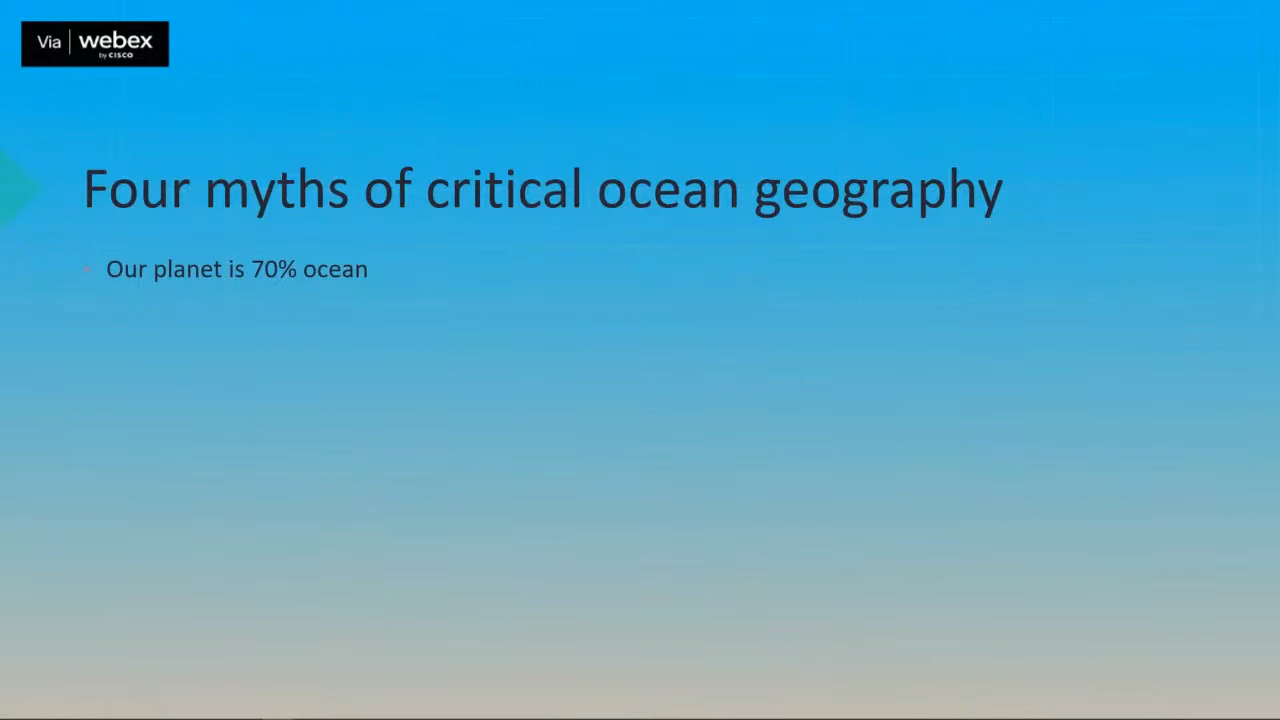 Via | webex
by CISCO
Four myths of critical ocean geography
Our planet is 70% ocean